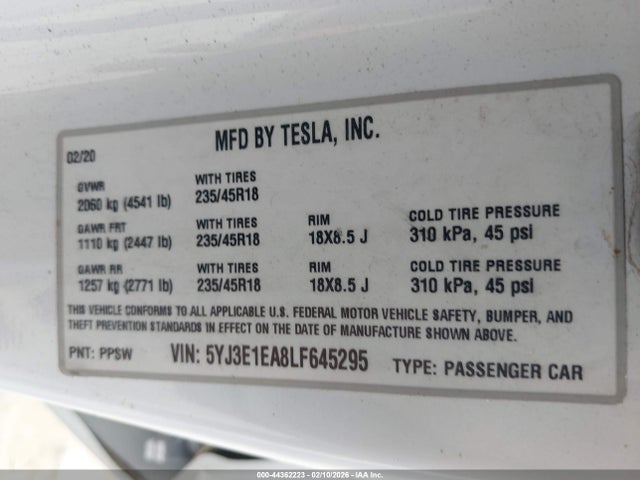 MFD BY TESLA, INC.
02/20
GVWR
2060 kg (4541 lb)
WITH TIRES
235/45R18
GAWR FRT
1110 kg (2447 lb)
WITH TIRES
235/45R18
RIM
18X8.5 J
COLD TIRE PRESSURE
310 kPa, 45 psi
GAWR RR
1257 kg (2771 lb)
WITH TIRES
235/45R18
RIM
18X8.5 J
COLD TIRE PRESSURE
310 kPa, 45 psi
THIS VEHICLE CONFORMS TO ALL APPLICABLE U.S. FEDERAL MOTOR VEHICLE SAFETY, BUMPER, AND
THEFT PREVENTION STANDARDS IN EFFECT ON THE DATE OF MANUFACTURE SHOWN ABOVE.
PNT: PPSW
VIN: 5YJ3E1EA8LF645295
TYPE: PASSENGER CAR
000-44362223 - 02/10/2026 - IAA Inc.